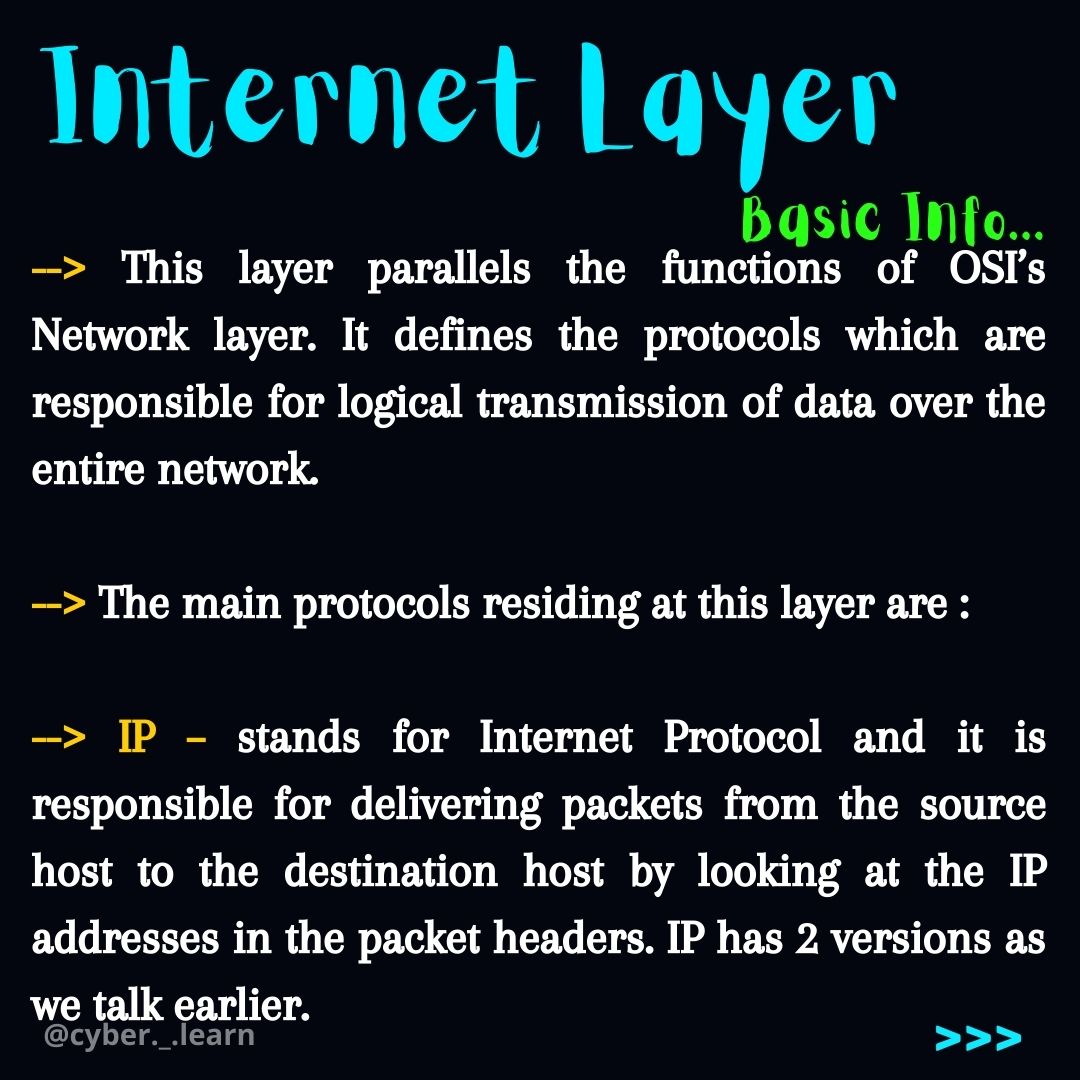 Internet Layer
Basic Info...
--> This layer parallels the functions of OSI’s
Network layer. It defines the protocols which are
responsible for logical transmission of data over the
entire network.
--> The main protocols residing at this layer are :
--> IP – stands for Internet Protocol and it is
responsible for delivering packets from the source
host to the destination host by looking at the IP
addresses in the packet headers. IP has 2 versions as
we talk earlier.
@cyber._.learn
>>>